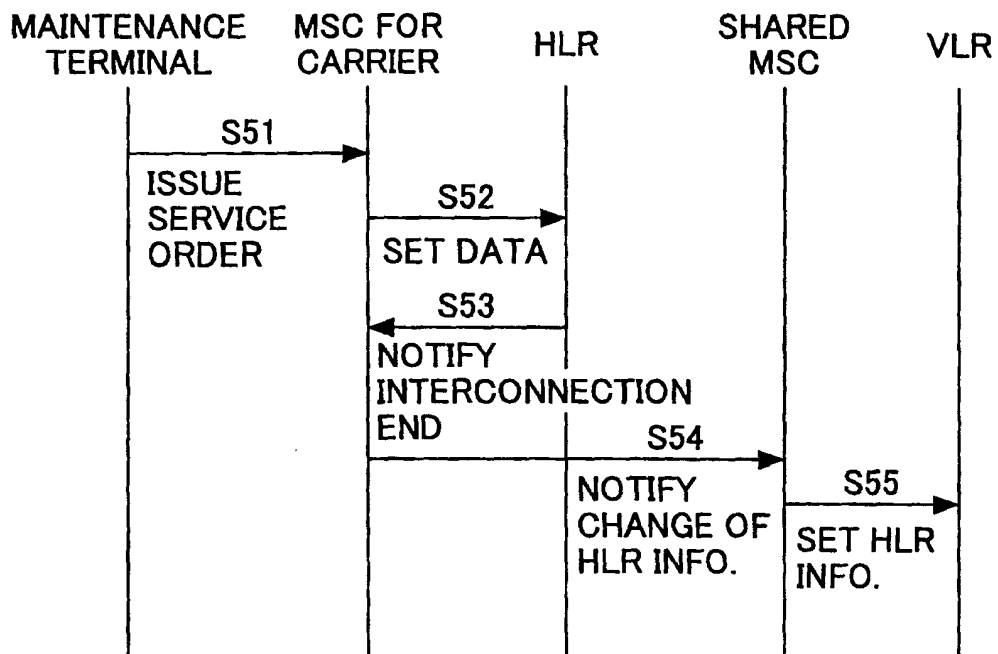 MAINTENANCE
TERMINAL
MSC FOR
CARRIER
HLR
SHARED
MSC
VLR
S51
ISSUE
SERVICE
ORDER
S52
SET DATA
S53
NOTIFY
INTERCONNECTION
END
S54
NOTIFY
CHANGE OF
HLR INFO.
S55
SET HLR
INFO.